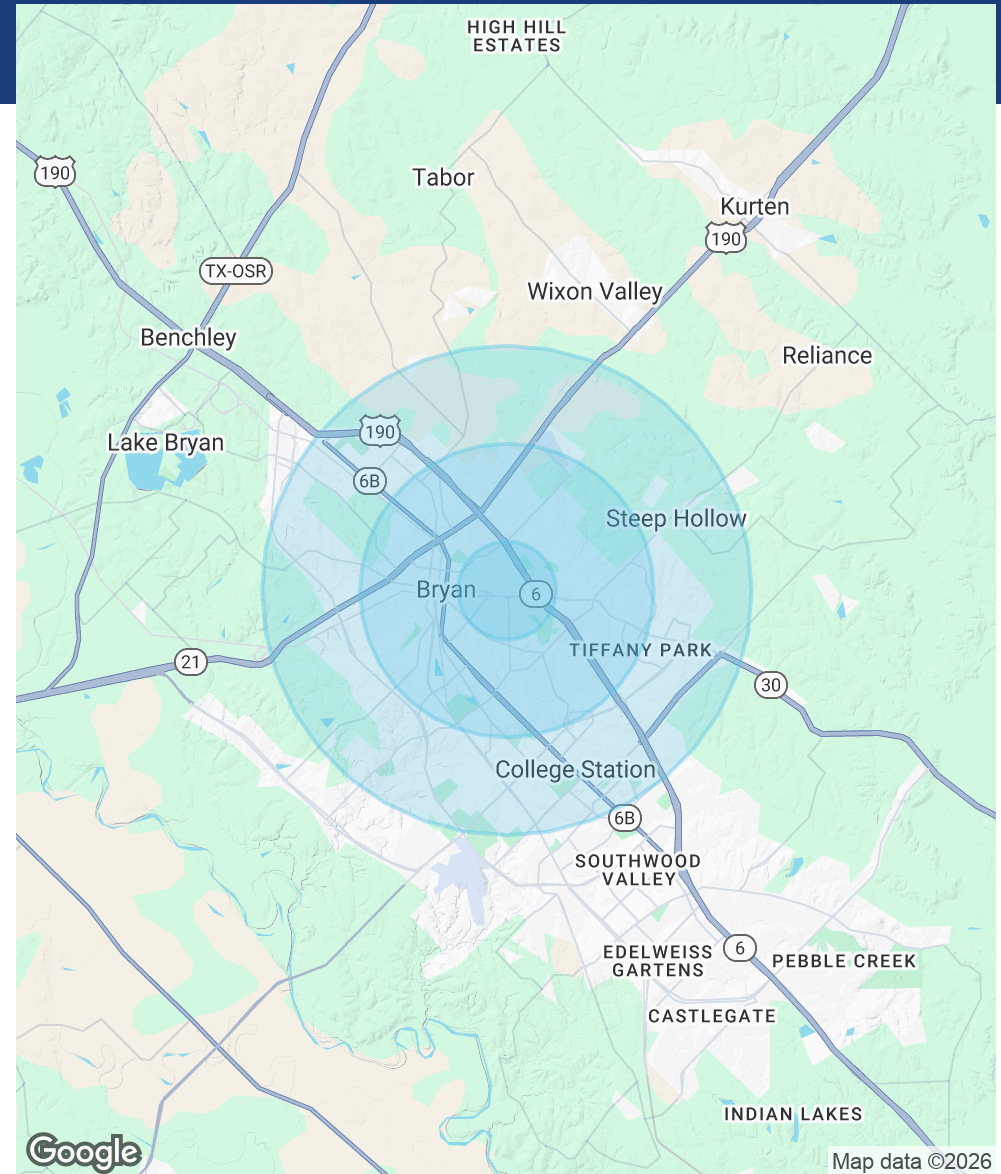 HIGH HILL
ESTATES
190
Tabor
Kurten
190
TX-OSR
Wixon Valley
Benchley
Reliance
190
Lake Bryan
6B
Steep Hollow
Bryan
6
TIFFANY PARK
21
30
College Station
6B
SOUTHWOOD
VALLEY
6
EDELWEISS
GARTENS
PEBBLE CREEK
CASTLEGATE
INDIAN LAKES
Google
Map data ©2026